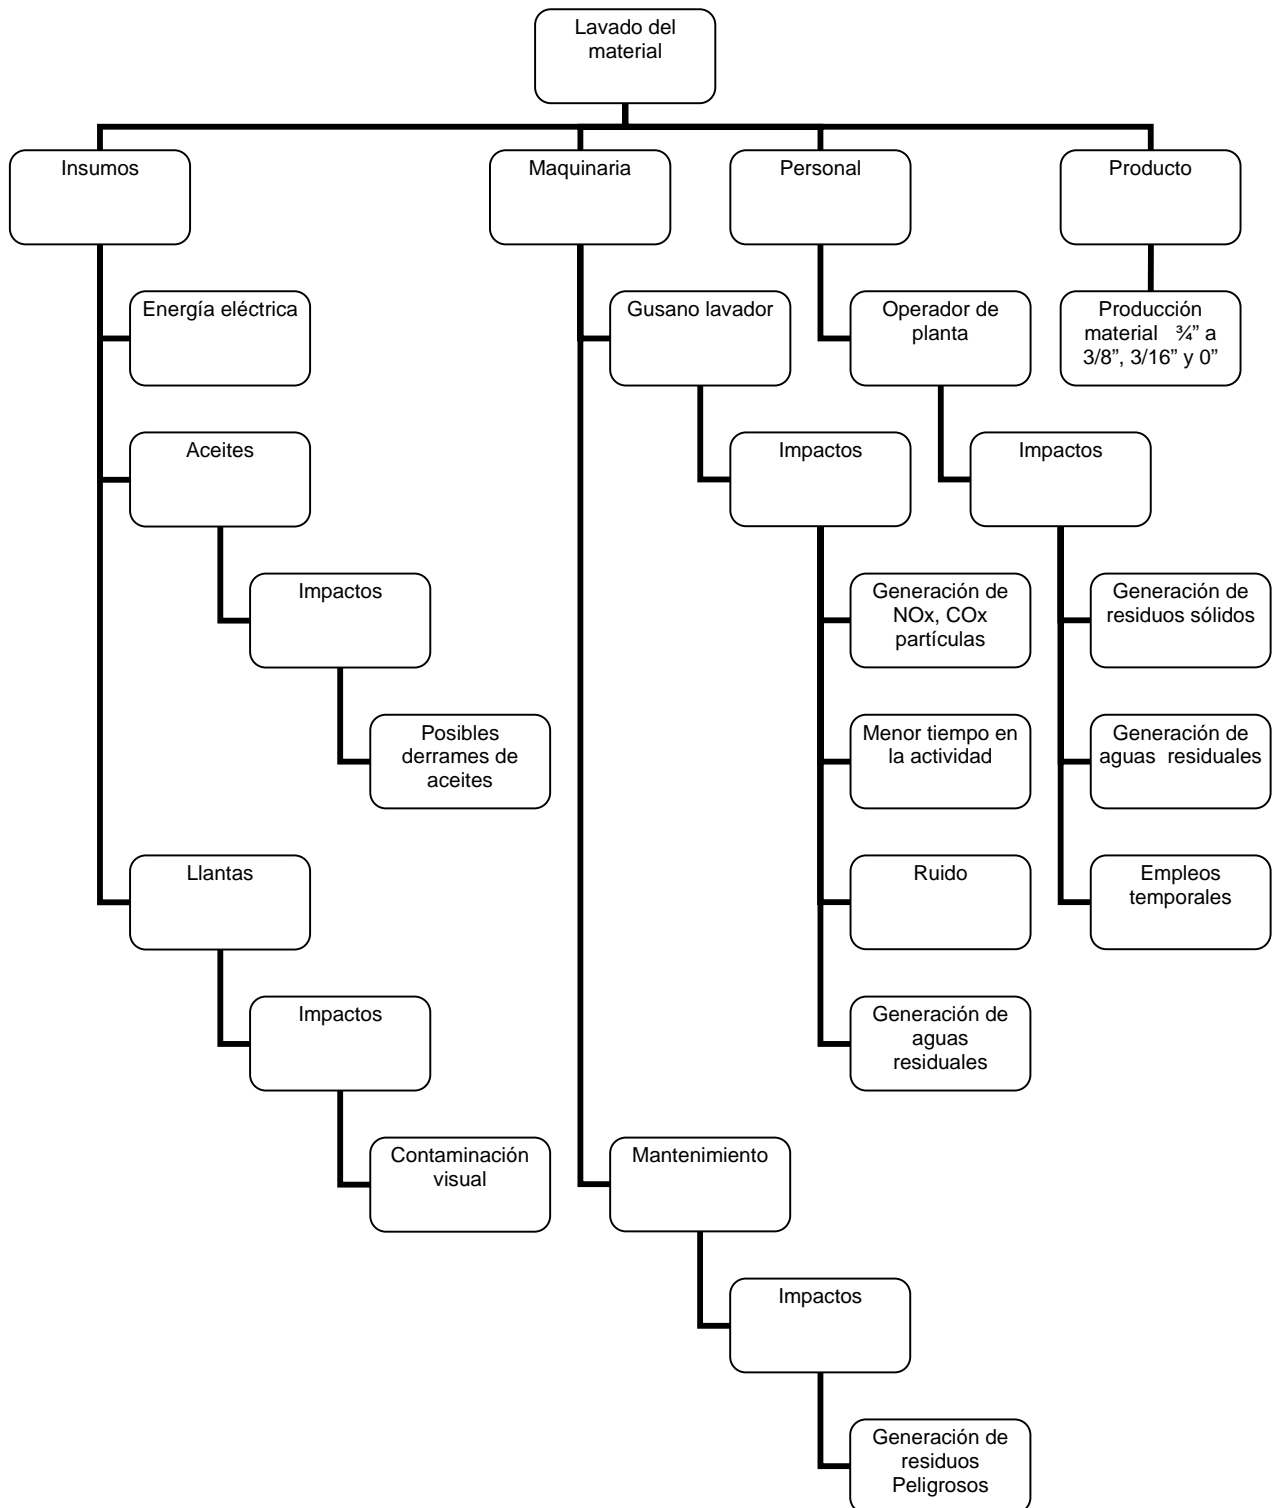 Lavado del
material
Insumos
Maquinaria
Personal
Producto
Energía eléctrica
Gusano lavador
Operador de
planta
Producción
material ¾” a
3/8”, 3/16” y 0”
Aceites
Impactos
Impactos
Impactos
Generación de
NOx, COx
partículas
Generación de
residuos sólidos
Posibles
derrames de
aceites
Menor tiempo en
la actividad
Generación de
aguas residuales
Llantas
Ruido
Empleos
temporales
Impactos
Generación de
aguas
residuales
Contaminación
visual
Mantenimiento
Impactos
Generación de
residuos
Peligrosos